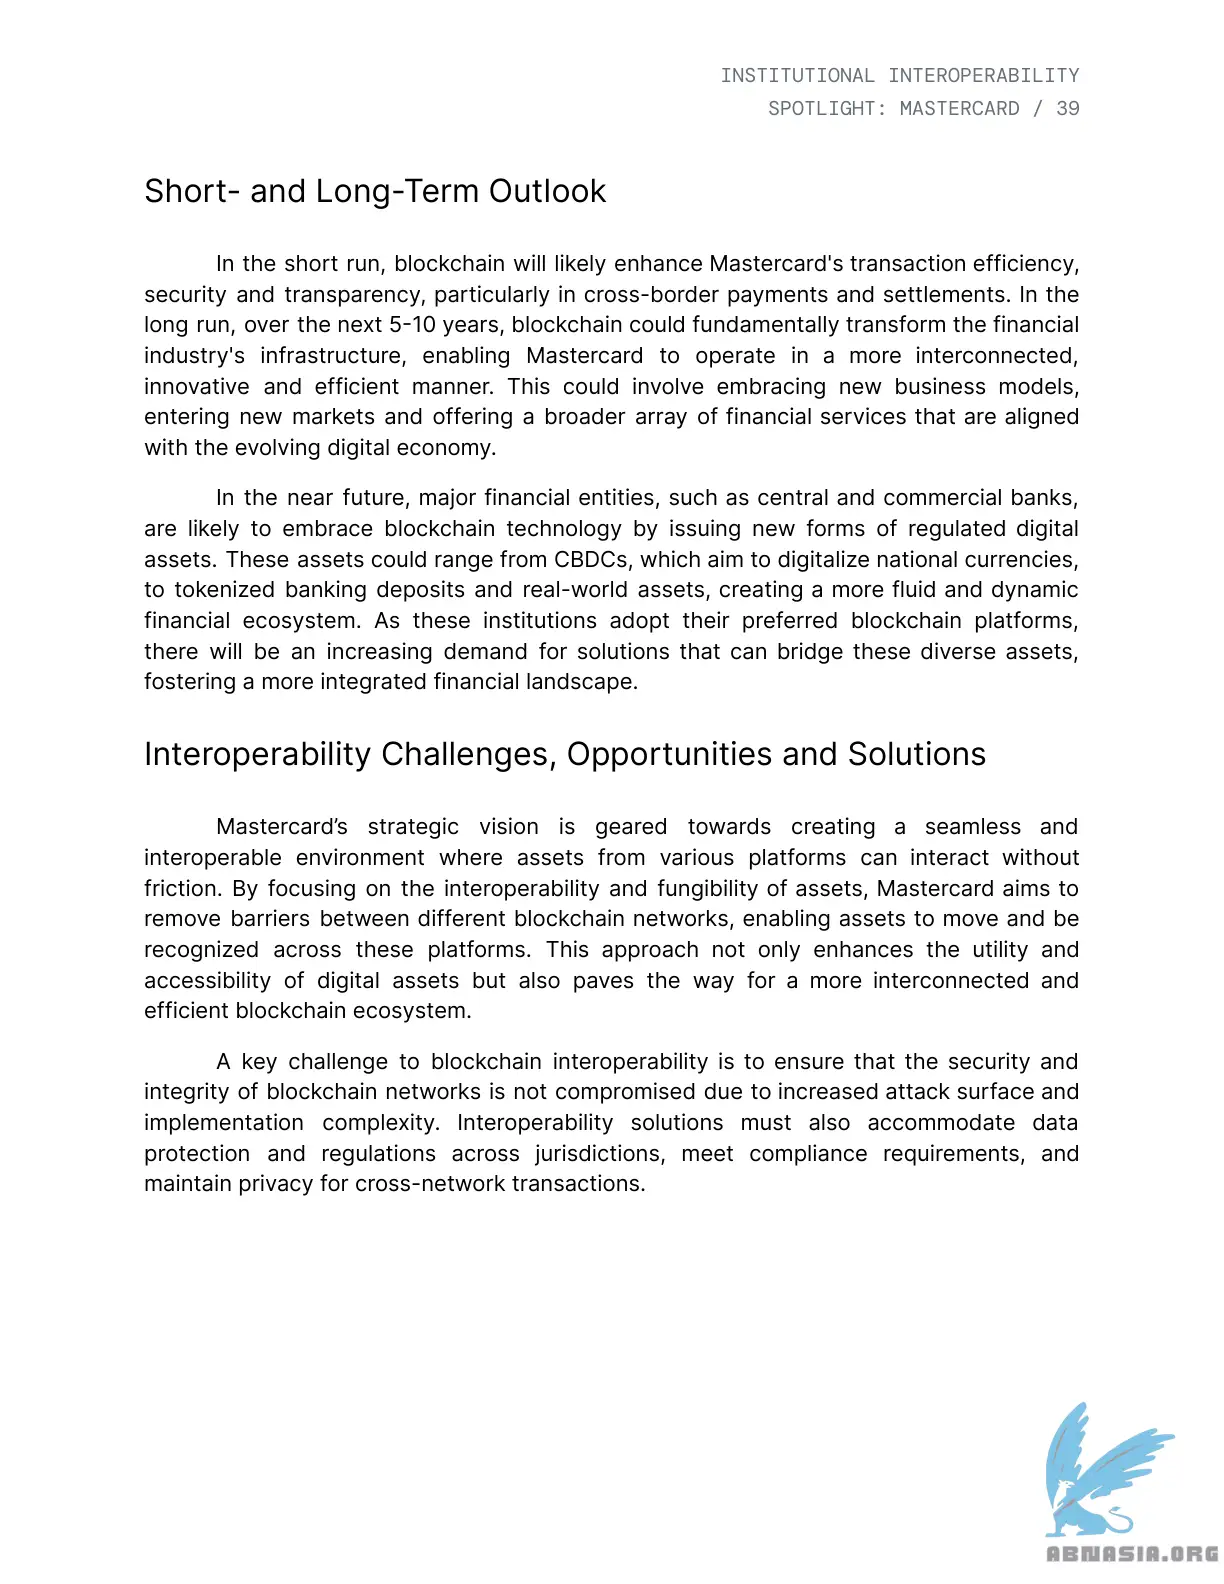 INSTITUTIONAL INTEROPERABILITY
SPOTLIGHT: MASTERCARD / 39
Short- and Long-Term Outlook
In the short run, blockchain will likely enhance Mastercard's transaction efficiency,
security and transparency, particularly in cross-border payments and settlements. In the
long run, over the next 5-10 years, blockchain could fundamentally transform the financial
industry's infrastructure, enabling Mastercard to operate in a more interconnected,
innovative and efficient manner. This could involve embracing new business models,
entering new markets and offering a broader array of financial services that are aligned
with the evolving digital economy.
In the near future, major financial entities, such as central and commercial banks,
are likely to embrace blockchain technology by issuing new forms of regulated digital
assets. These assets could range from CBDCs, which aim to digitalize national currencies,
to tokenized banking deposits and real-world assets, creating a more fluid and dynamic
financial ecosystem. As these institutions adopt their preferred blockchain platforms,
there will be an increasing demand for solutions that can bridge these diverse assets,
fostering a more integrated financial landscape.
Interoperability Challenges, Opportunities and Solutions
Mastercard’s strategic vision is geared towards creating a seamless and
interoperable environment where assets from various platforms can interact without
friction. By focusing on the interoperability and fungibility of assets, Mastercard aims to
remove barriers between different blockchain networks, enabling assets to move and be
recognized across these platforms. This approach not only enhances the utility and
accessibility of digital assets but also paves the way for a more interconnected and
efficient blockchain ecosystem.
A key challenge to blockchain interoperability is to ensure that the security and
integrity of blockchain networks is not compromised due to increased attack surface and
implementation complexity. Interoperability solutions must also accommodate data
protection and regulations across jurisdictions, meet compliance requirements, and
maintain privacy for cross-network transactions.
ABNASIA.ORG